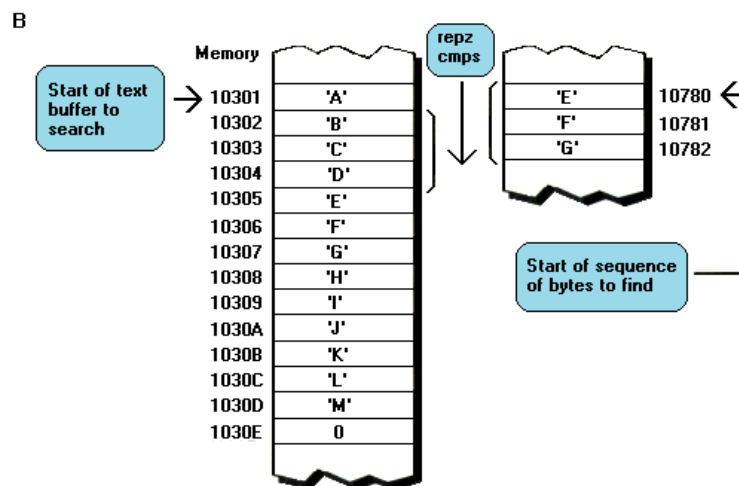 B
Memory
repz
cmps
Start of text
buffer to
search
10301 'A'
10302 'B'
10303 'C'
10304 'D'
10305 'E'
10306 'F'
10307 'G'
10308 'H'
10309 'I'
1030A 'J'
1030B 'K'
1030C 'L'
1030D 'M'
1030E 0
'E' 10780
'F' 10781
'G' 10782
Start of sequence
of bytes to find